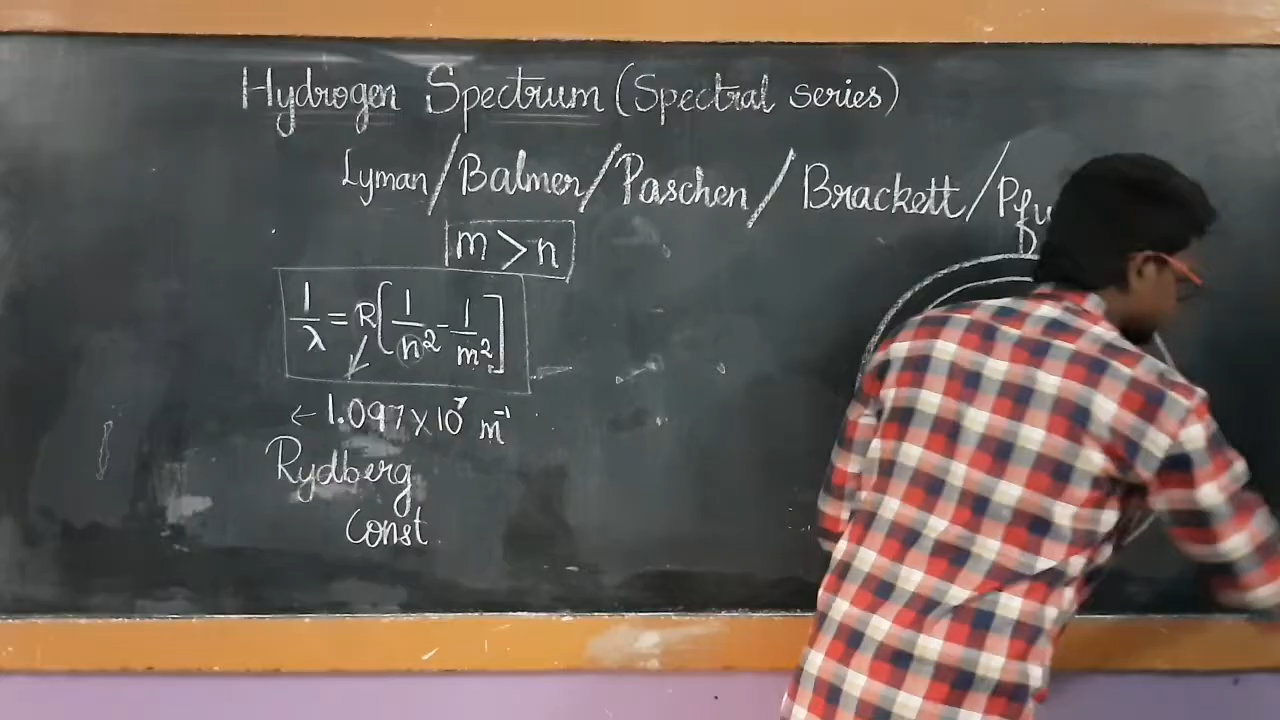 Hydrogen Spectrum (Spectral series)
Lyman / Balmer / Paschen / Brackett /
m > n
1/λ = R[1/n² - 1/m²]
← 1.097 × 10⁷ m⁻¹
Rydberg
Const.